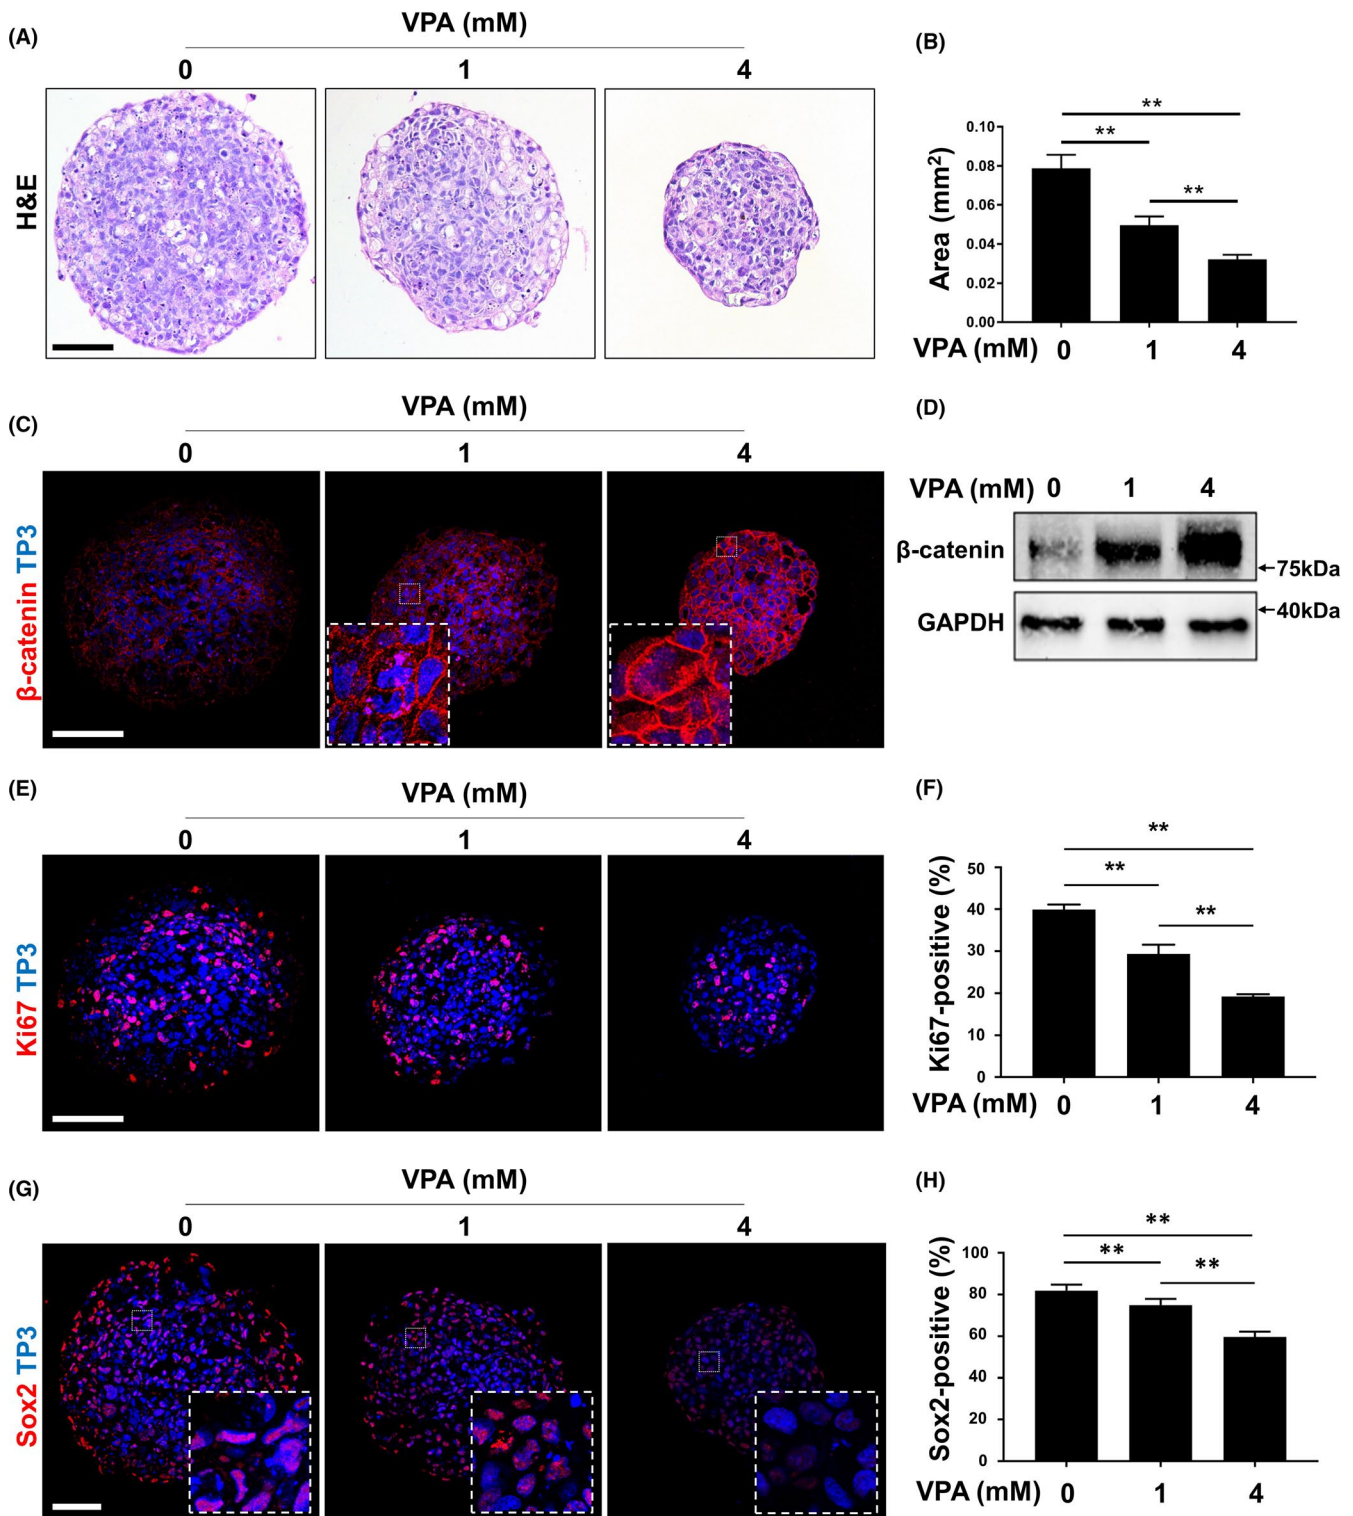 (A)
VPA (mM)
0 1 4
H&E
(B)
** ** **
Area (mm²)
0.10
0.08
0.06
0.04
0.02
0.00
VPA (mM) 0 1 4
(C)
VPA (mM)
0 1 4
β-catenin TP3
(D)
VPA (mM) 0 1 4
β-catenin
←75kDa
←40kDa
GAPDH
(E)
VPA (mM)
0 1 4
Ki67 TP3
(F)
**
**
**
Ki67-positive (%)
50
40
30
20
10
0
VPA (mM) 0 1 4
(G)
VPA (mM)
0 1 4
Sox2 TP3
(H)
**
** **
Sox2-positive (%)
100
80
60
40
20
0
VPA (mM) 0 1 4